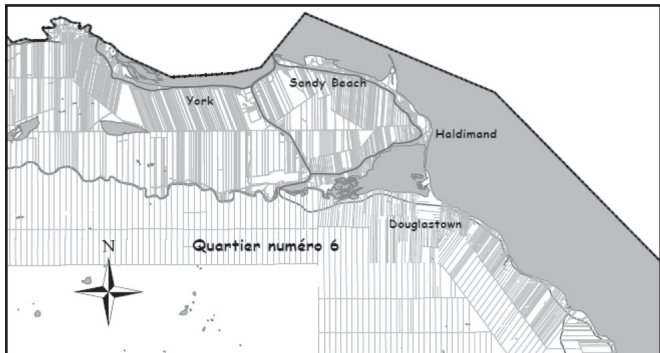 Sandy Beach
York
Haldimand
Douglastown
Quartier numéro 6
N